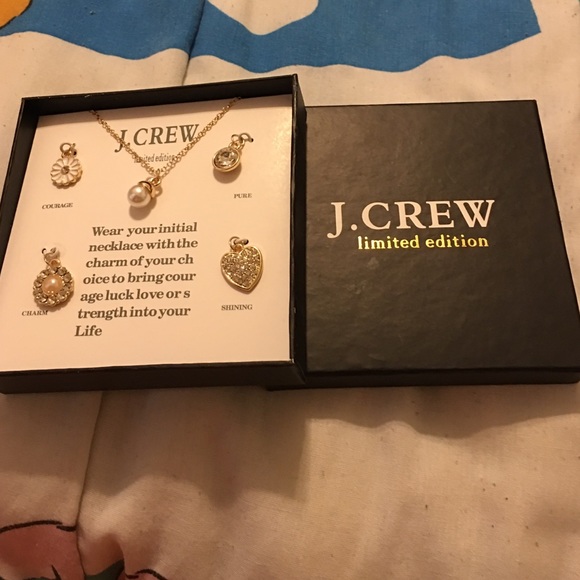 J.CREW
limited edition
COURAGE
PURE
Wear your initial
necklace with the
charm of your ch
oice to bring cour
age luck love or s
trength into your
Life
CHARM
SHINING
J.CREW
limited edition